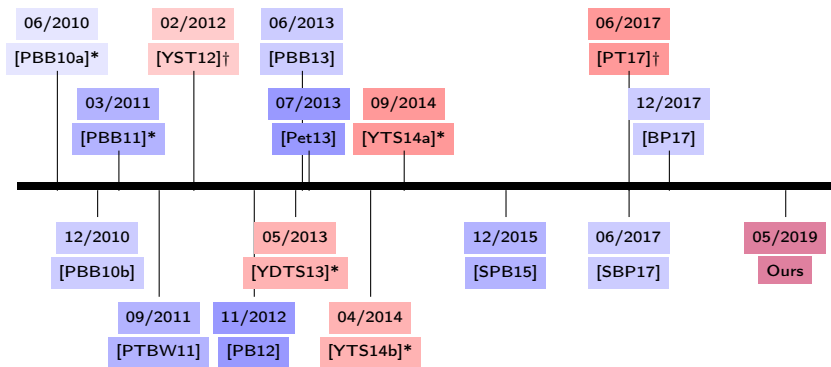 06/2010
[PBB10a]*
02/2012
[YST12]†
06/2013
[PBB13]
06/2017
[PT17]†
03/2011
[PBB11]*
07/2013
[Pet13]
09/2014
[YTS14a]*
12/2017
[BP17]
12/2010
[PBB10b]
05/2013
[YDTS13]*
12/2015
[SPB15]
06/2017
[SBP17]
05/2019
Ours
09/2011
[PTBW11]
11/2012
[PB12]
04/2014
[YTS14b]*